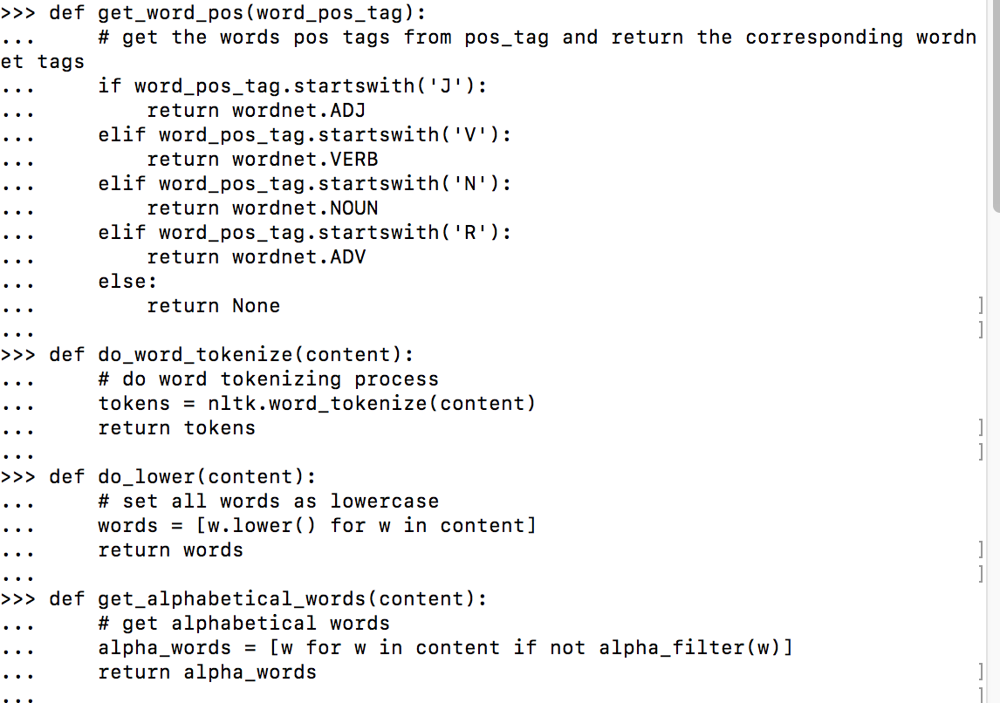 >>> def get_word_pos(word_pos_tag):
...     # get the words pos tags from pos_tag and return the corresponding wordn
et tags
...     if word_pos_tag.startswith('J'):
...         return wordnet.ADJ
...     elif word_pos_tag.startswith('V'):
...         return wordnet.VERB
...     elif word_pos_tag.startswith('N'):
...         return wordnet.NOUN
...     elif word_pos_tag.startswith('R'):
...         return wordnet.ADV
...     else:
...         return None ]
... ]
>>> def do_word_tokenize(content):
...     # do word tokenizing process
...     tokens = nltk.word_tokenize(content)
...     return tokens ]
... ]
>>> def do_lower(content):
...     # set all words as lowercase
...     words = [w.lower() for w in content]
...     return words ]
... ]
>>> def get_alphabetical_words(content):
...     # get alphabetical words
...     alpha_words = [w for w in content if not alpha_filter(w)]
...     return alpha_words ]
... ]